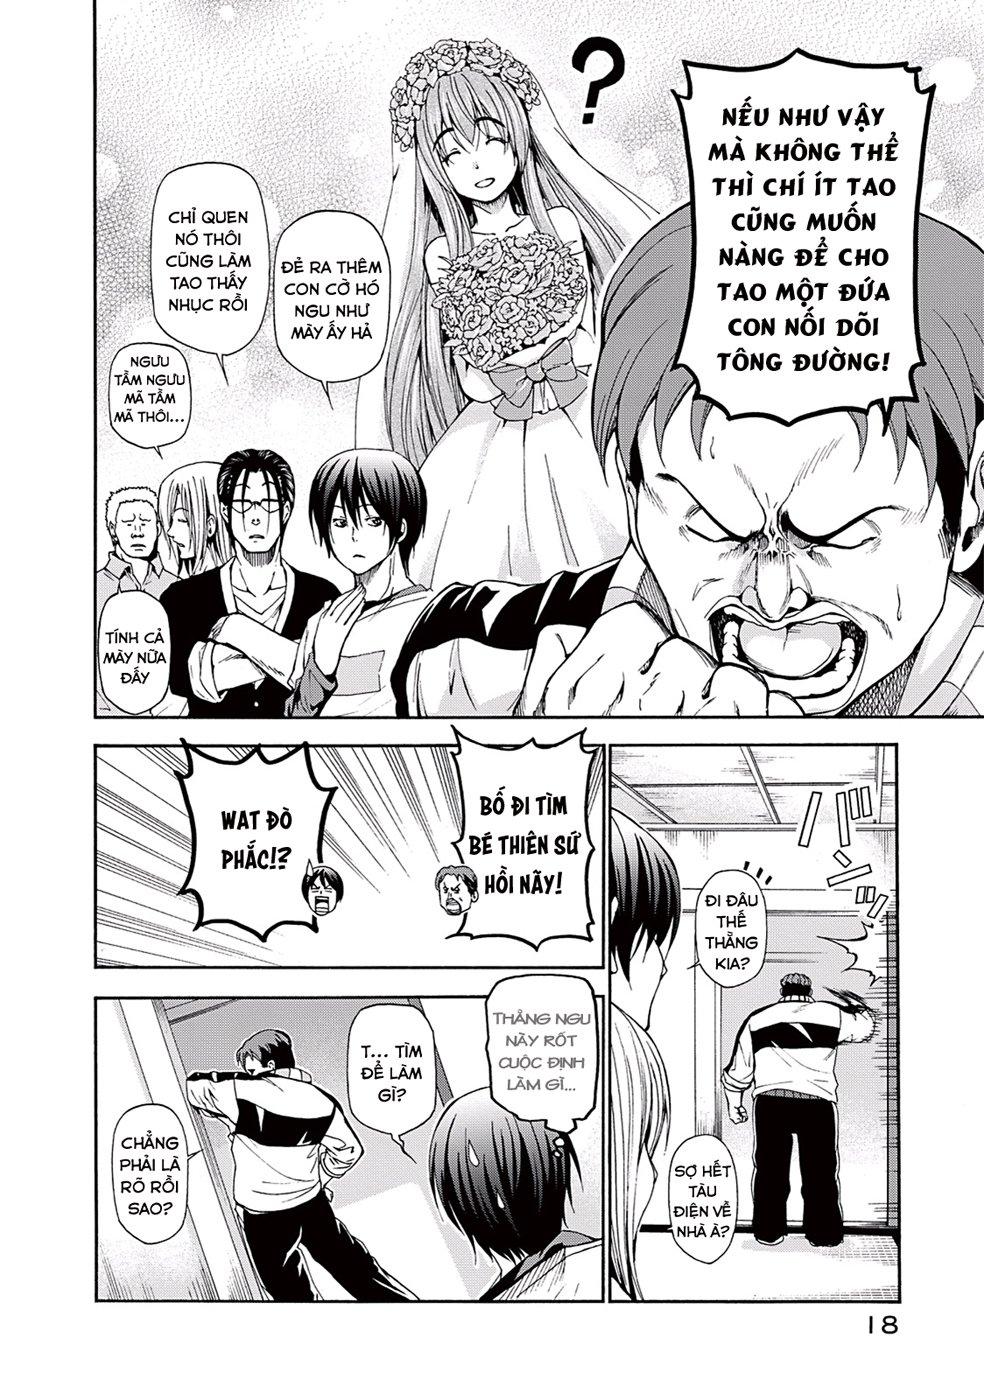 ?
NẾU NHƯ VẬY
MÀ KHÔNG THỂ
THÌ CHÍ ÍT TAO
CŨNG MUỐN
NÀNG ĐỂ CHO
TAO MỘT ĐỨA
CON NỐI DÕI
TÔNG ĐƯỜNG!
ĐẺ RA THÊM
CON CỜ HÓ
NGU NHƯ
MÀY ẤY HẢ
CHỈ QUEN
NÓ THÔI
CŨNG LÀM
TAO THẤY
NHỤC RỒI
NGƯU
TẦM NGƯU
MÃ TẦM
MÃ THÔI...
TÍNH CẢ
MÀY NỮA
ĐẤY
ĐI ĐÂU
THẾ
THẰNG
KIA?
SỢ HẾT
TÀU
ĐIỆN VỀ
NHÀ À?
BỐ ĐI TÌM
BÉ THIÊN SỨ
HỒI NÃY!
WAT ĐÒ
PHẮC!?
THẰNG NGU
NÀY RỐT
CUỘC ĐỊNH
LÀM GÌ...
T... TÌM
ĐỂ LÀM
GÌ?
CHẲNG
PHẢI LÀ
RÕ RỒI
SAO?
18